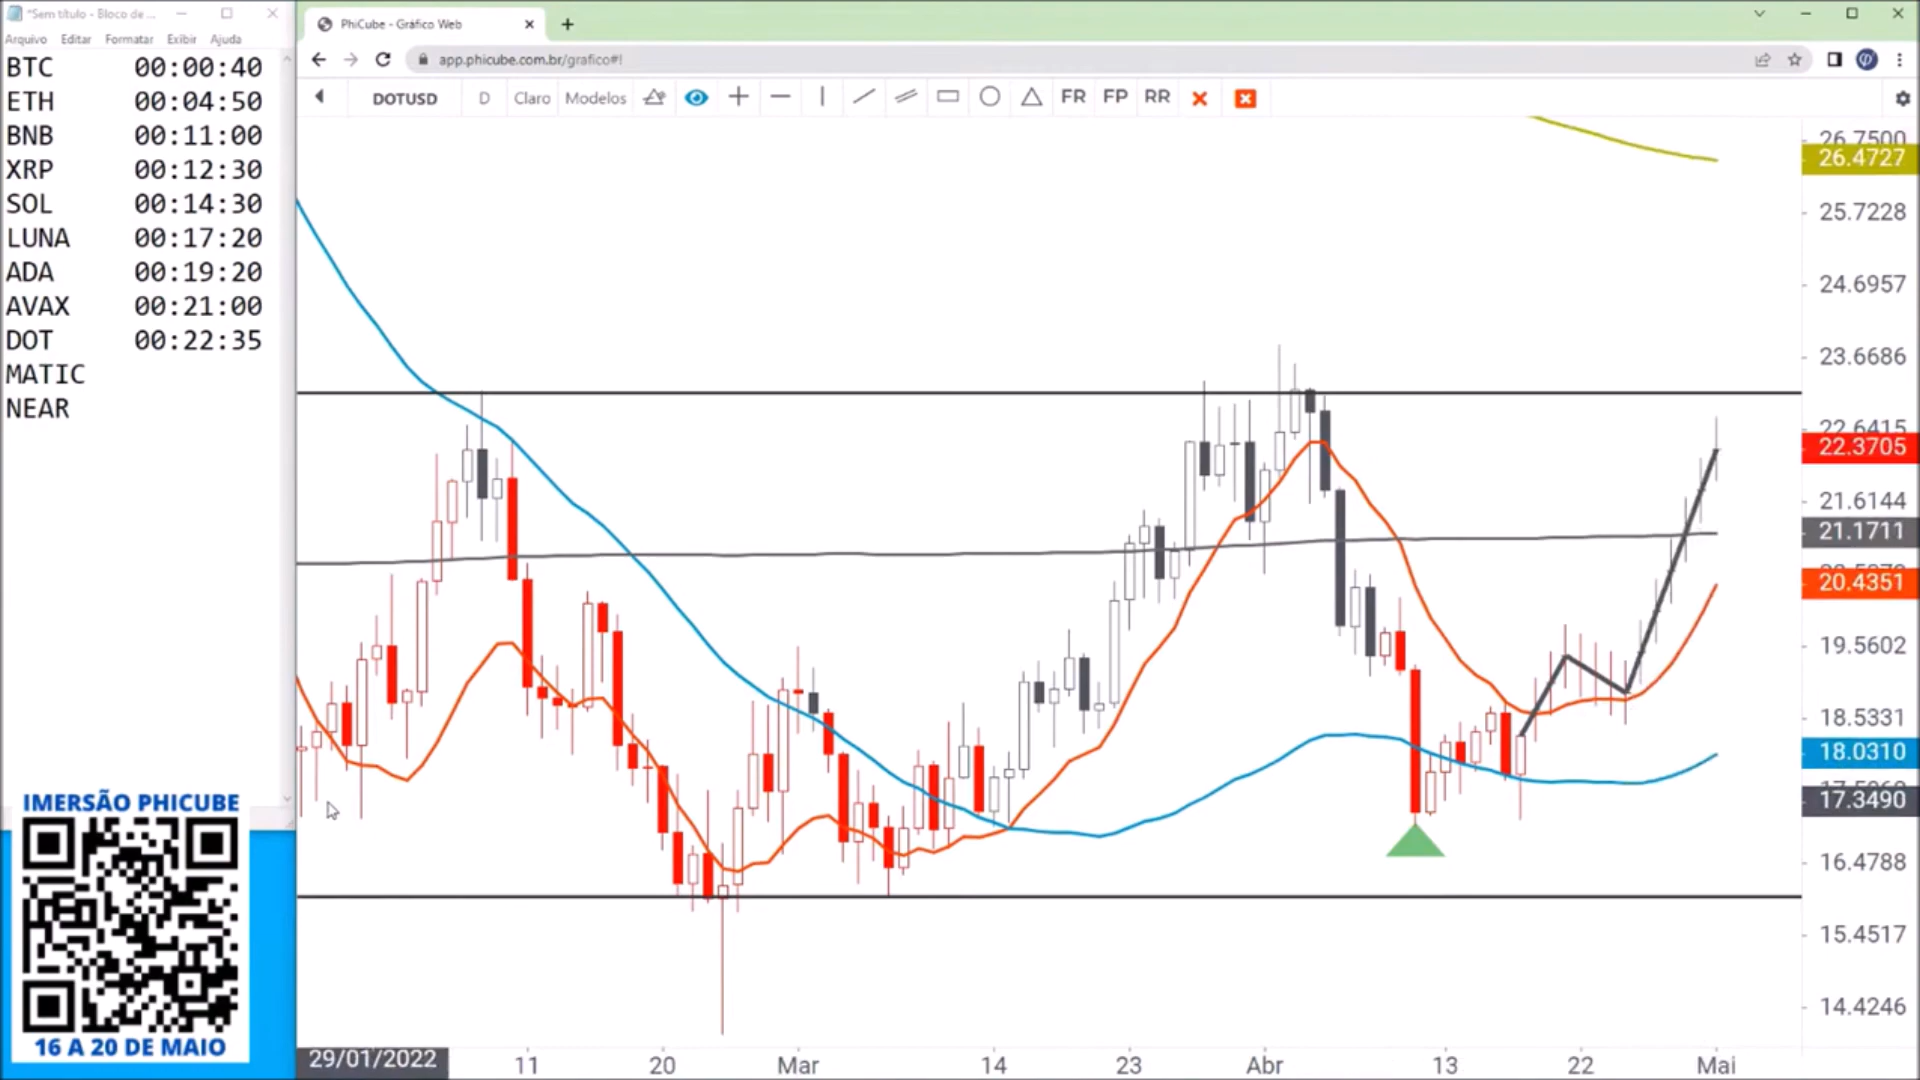 *Sem título - Bloco de ...
Arquivo Editar Formatar Exibir Ajuda
BTC 00:00:40
ETH 00:04:50
BNB 00:11:00
XRP 00:12:30
SOL 00:14:30
LUNA 00:17:20
ADA 00:19:20
AVAX 00:21:00
DOT 00:22:35
MATIC
NEAR
IMERSÃO PHICUBE
16 A 20 DE MAIO
PhiCube - Gráfico Web
app.phicube.com.br/grafico#!
DOTUSD D Claro Modelos FR FP RR
26.7500
26.4727
25.7228
24.6957
23.6686
22.6415
22.3705
21.6144
21.1711
20.4351
19.5602
18.5331
18.0310
17.3490
16.4788
15.4517
14.4246
29/01/2022 11 20 Mar 14 23 Abr 13 22 Mai